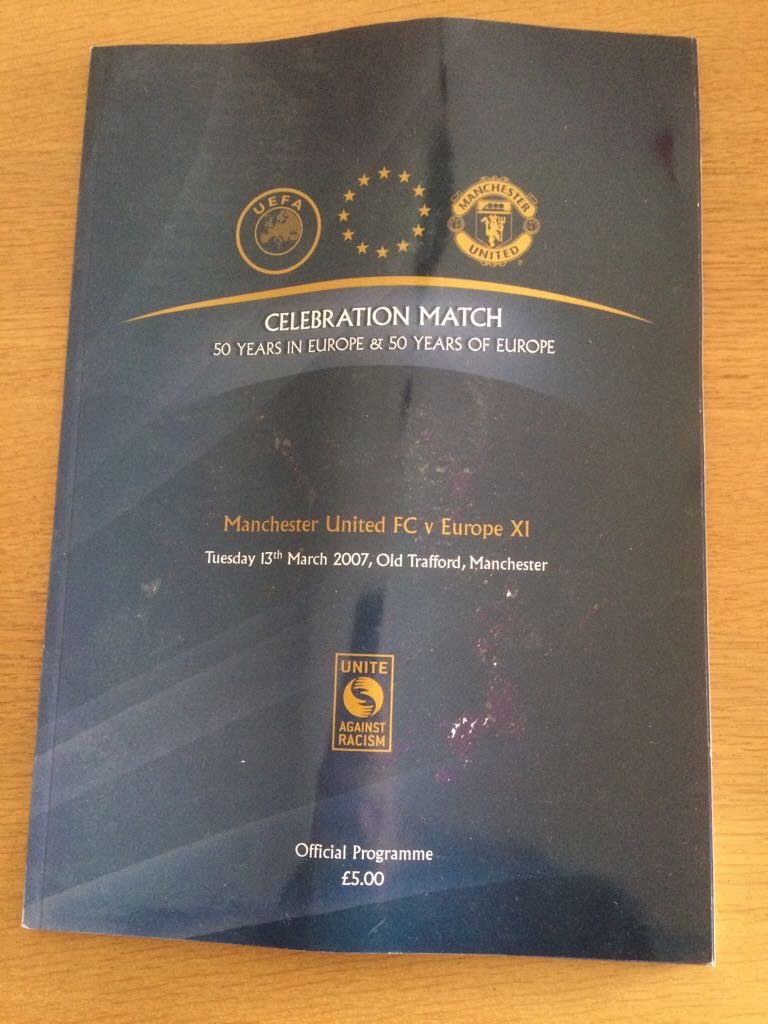 UEFA
MANCHESTER
UNITED
CELEBRATION MATCH
50 YEARS IN EUROPE & 50 YEARS OF EUROPE
Manchester United FC v Europe XI
Tuesday 13th March 2007, Old Trafford, Manchester
UNITE
AGAINST
RACISM
Official Programme
£5.00